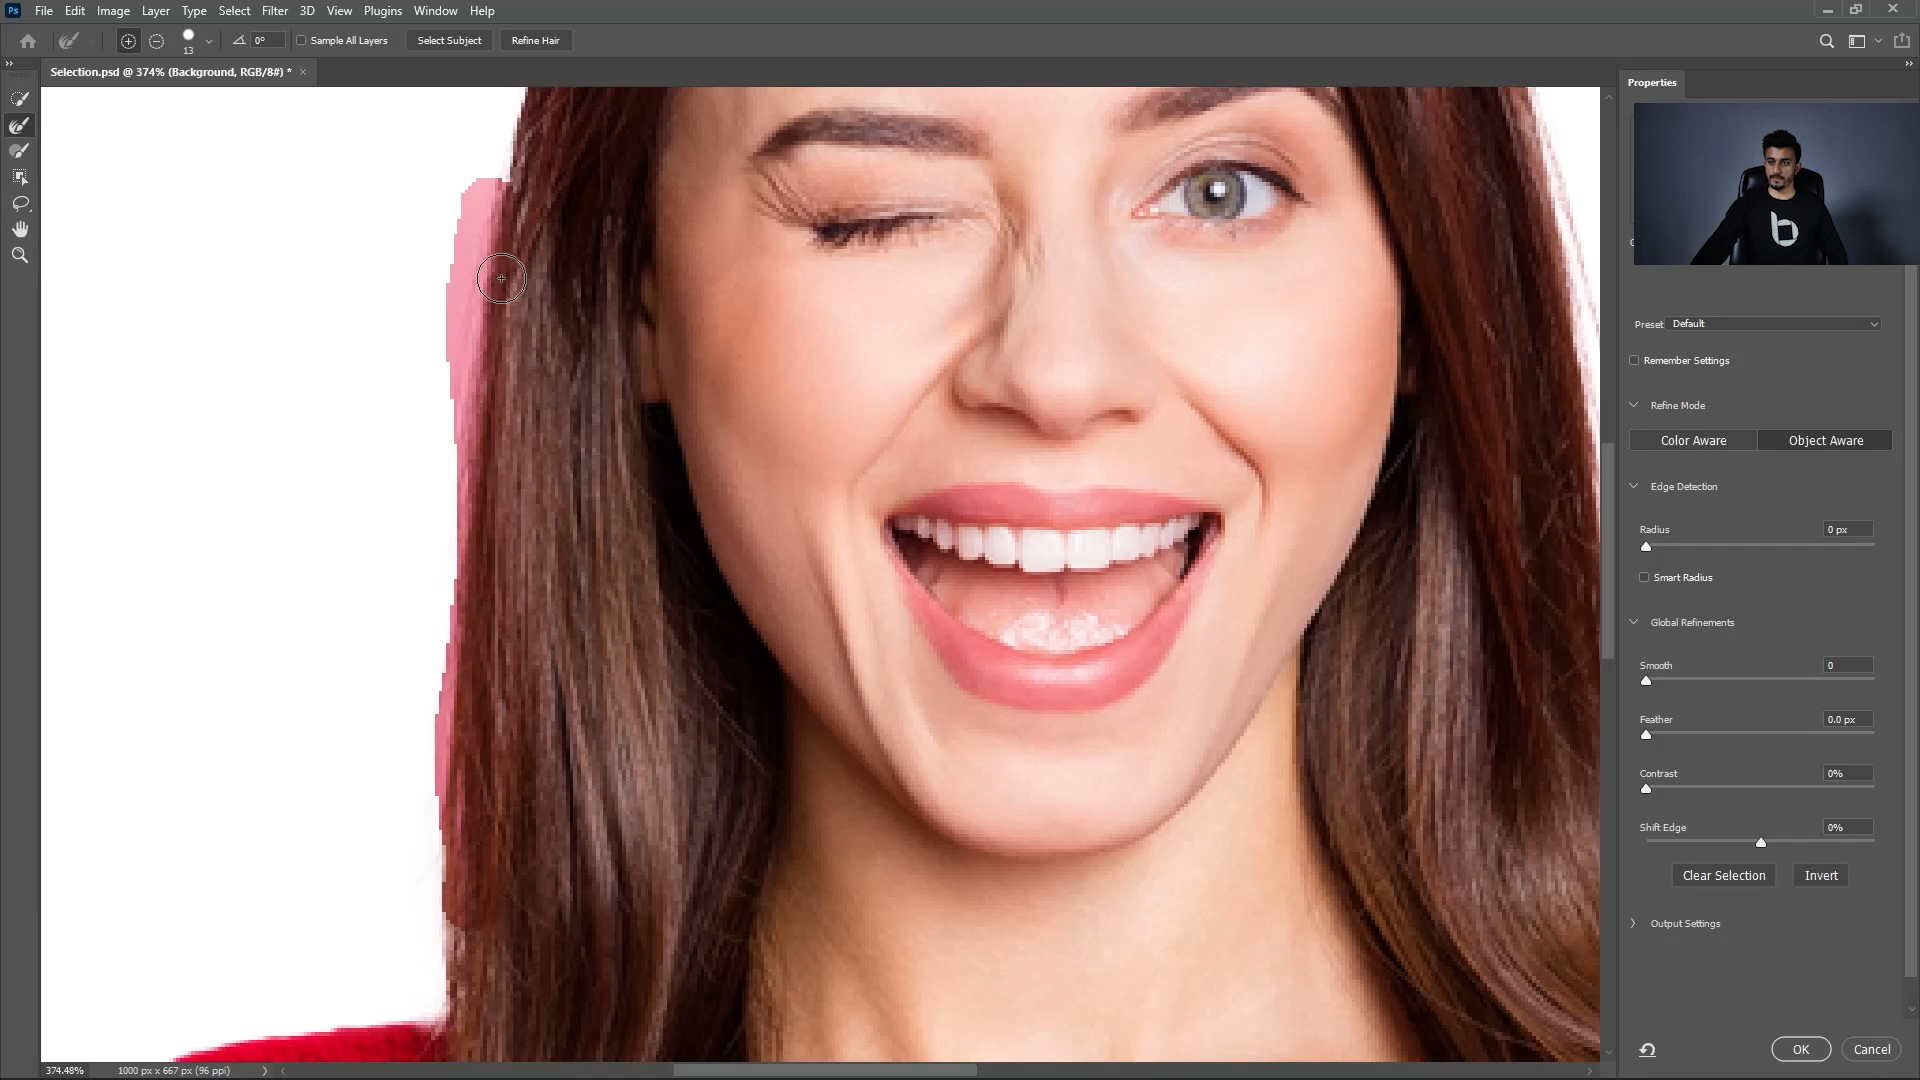 Ps File Edit Image Layer Type Select Filter 3D View Plugins Window Help
13 0° Sample All Layers Select Subject Refine Hair
Selection.psd @ 374% (Background, RGB/8#) * ×
Properties
b
Preset Default
Remember Settings
Refine Mode
Color Aware Object Aware
Edge Detection
Radius 0 px
Smart Radius
Global Refinements
Smooth 0
Feather 0.0 px
Contrast 0%
Shift Edge 0%
Clear Selection Invert
Output Settings
OK Cancel
374.48% 1000 px x 667 px (96 ppi)